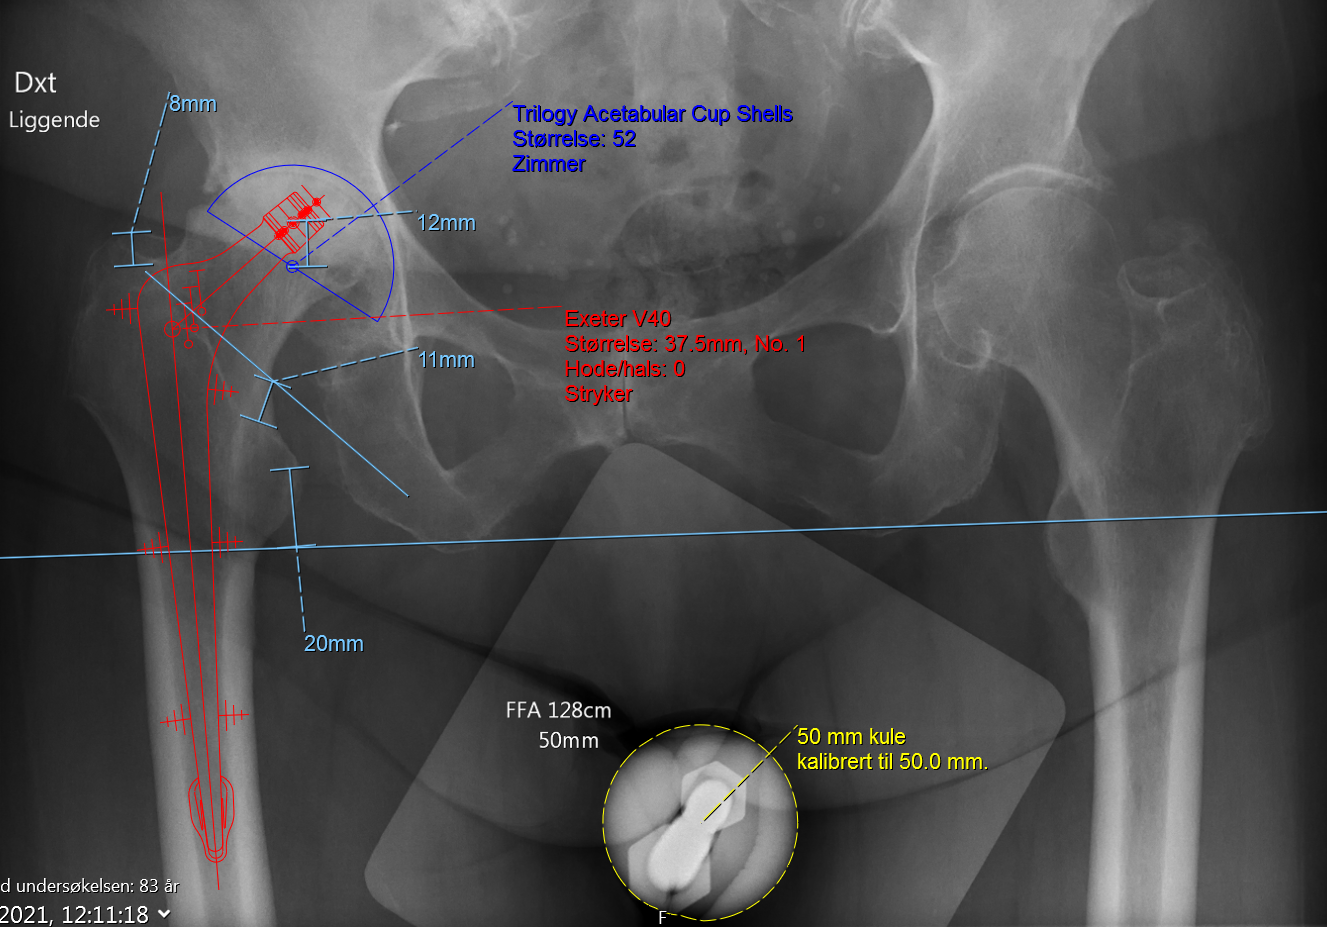 Dxt
Liggende
8mm
Trilogy Acetabular Cup Shells
Størrelse: 52
Zimmer
12mm
Exeter V40
Størrelse: 37.5mm, No. 1
Hode/hals: 0
Stryker
11mm
20mm
FFA 128cm
50mm
50 mm kule
kalibrert til 50.0 mm.
d undersøkelsen: 83 år
2021, 12:11:18
F